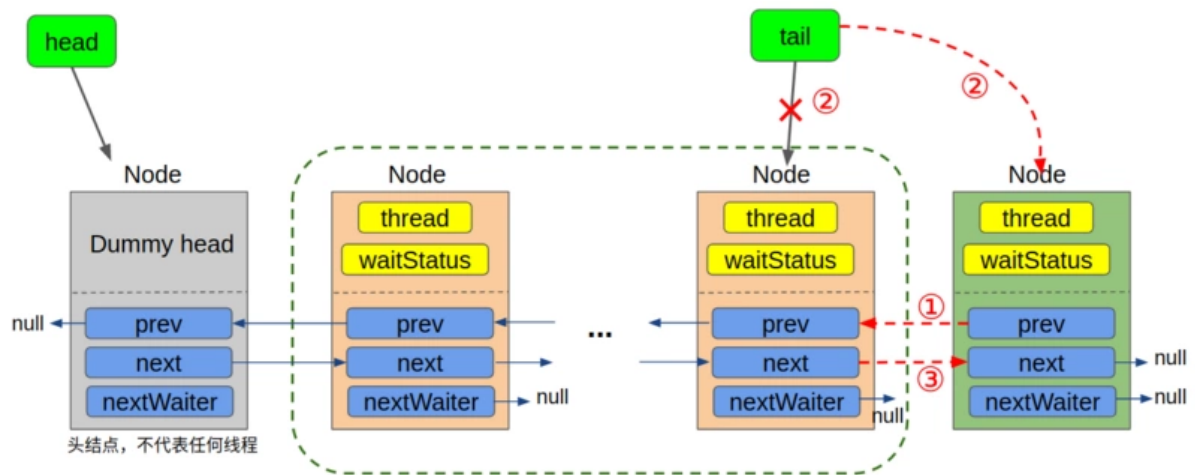 head
tail
②
②
Node
Node
Node
Node
Dummy head
thread
waitStatus
thread
waitStatus
thread
waitStatus
null
prev
prev
...
prev
①
prev
next
next
next
③
next
null
nextWaiter
nextWaiter
null
nextWaiter
null
nextWaiter
null
头结点，不代表任何线程